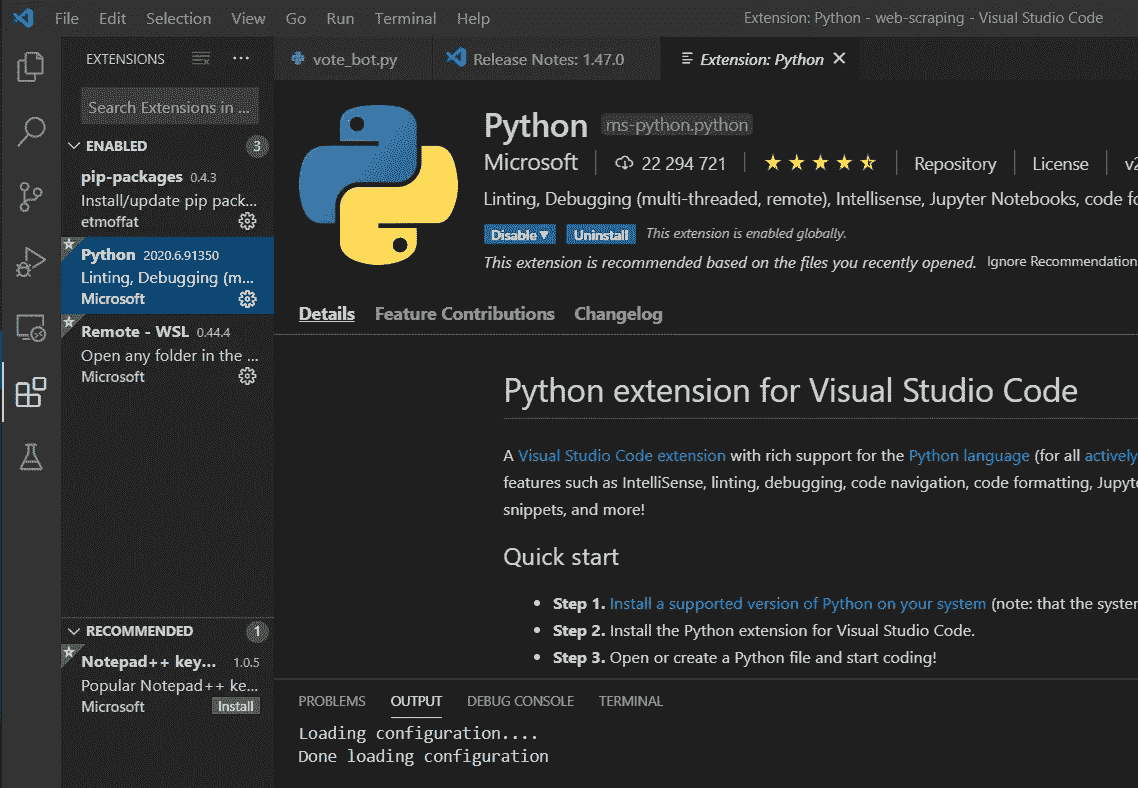 File Edit Selection View Go Run Terminal Help
Extension: Python - web-scraping - Visual Studio Code
EXTENSIONS
vote_bot.py
Release Notes: 1.47.0
Extension: Python
Search Extensions in ...
ENABLED 3
pip-packages 0.4.3
Install/update pip pack...
etmoffat
Python 2020.6.91350
Linting, Debugging (m...
Microsoft
Remote - WSL 0.44.4
Open any folder in the ...
Microsoft
RECOMMENDED 1
Notepad++ key... 1.0.5
Popular Notepad++ ke...
Microsoft Install
Python ms-python.python
Microsoft 22 294 721 Repository License v2
Linting, Debugging (multi-threaded, remote), Intellisense, Jupyter Notebooks, code fo
Disable Uninstall This extension is enabled globally.
This extension is recommended based on the files you recently opened. Ignore Recommendation
Details Feature Contributions Changelog
Python extension for Visual Studio Code
A Visual Studio Code extension with rich support for the Python language (for all actively
features such as IntelliSense, linting, debugging, code navigation, code formatting, Jupyte
snippets, and more!
Quick start
• Step 1. Install a supported version of Python on your system (note: that the system
• Step 2. Install the Python extension for Visual Studio Code.
• Step 3. Open or create a Python file and start coding!
PROBLEMS OUTPUT DEBUG CONSOLE TERMINAL
Loading configuration....
Done loading configuration